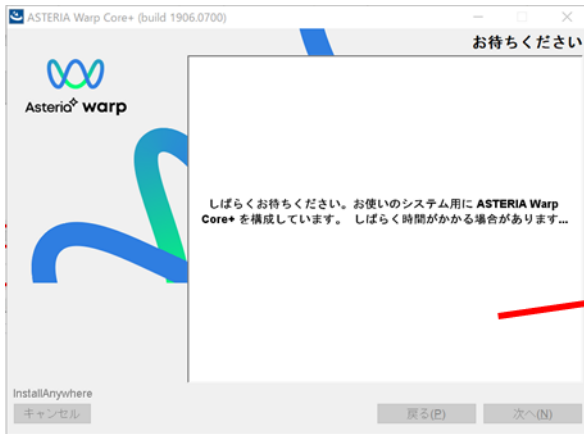 ASTERIA Warp Core+ (build 1906.0700)
お待ちください
Asteria warp
しばらくお待ちください。お使いのシステム用に ASTERIA Warp
Core+ を構成しています。 しばらく時間がかかる場合があります...
InstallAnywhere
キャンセル
戻る(P)
次へ(N)